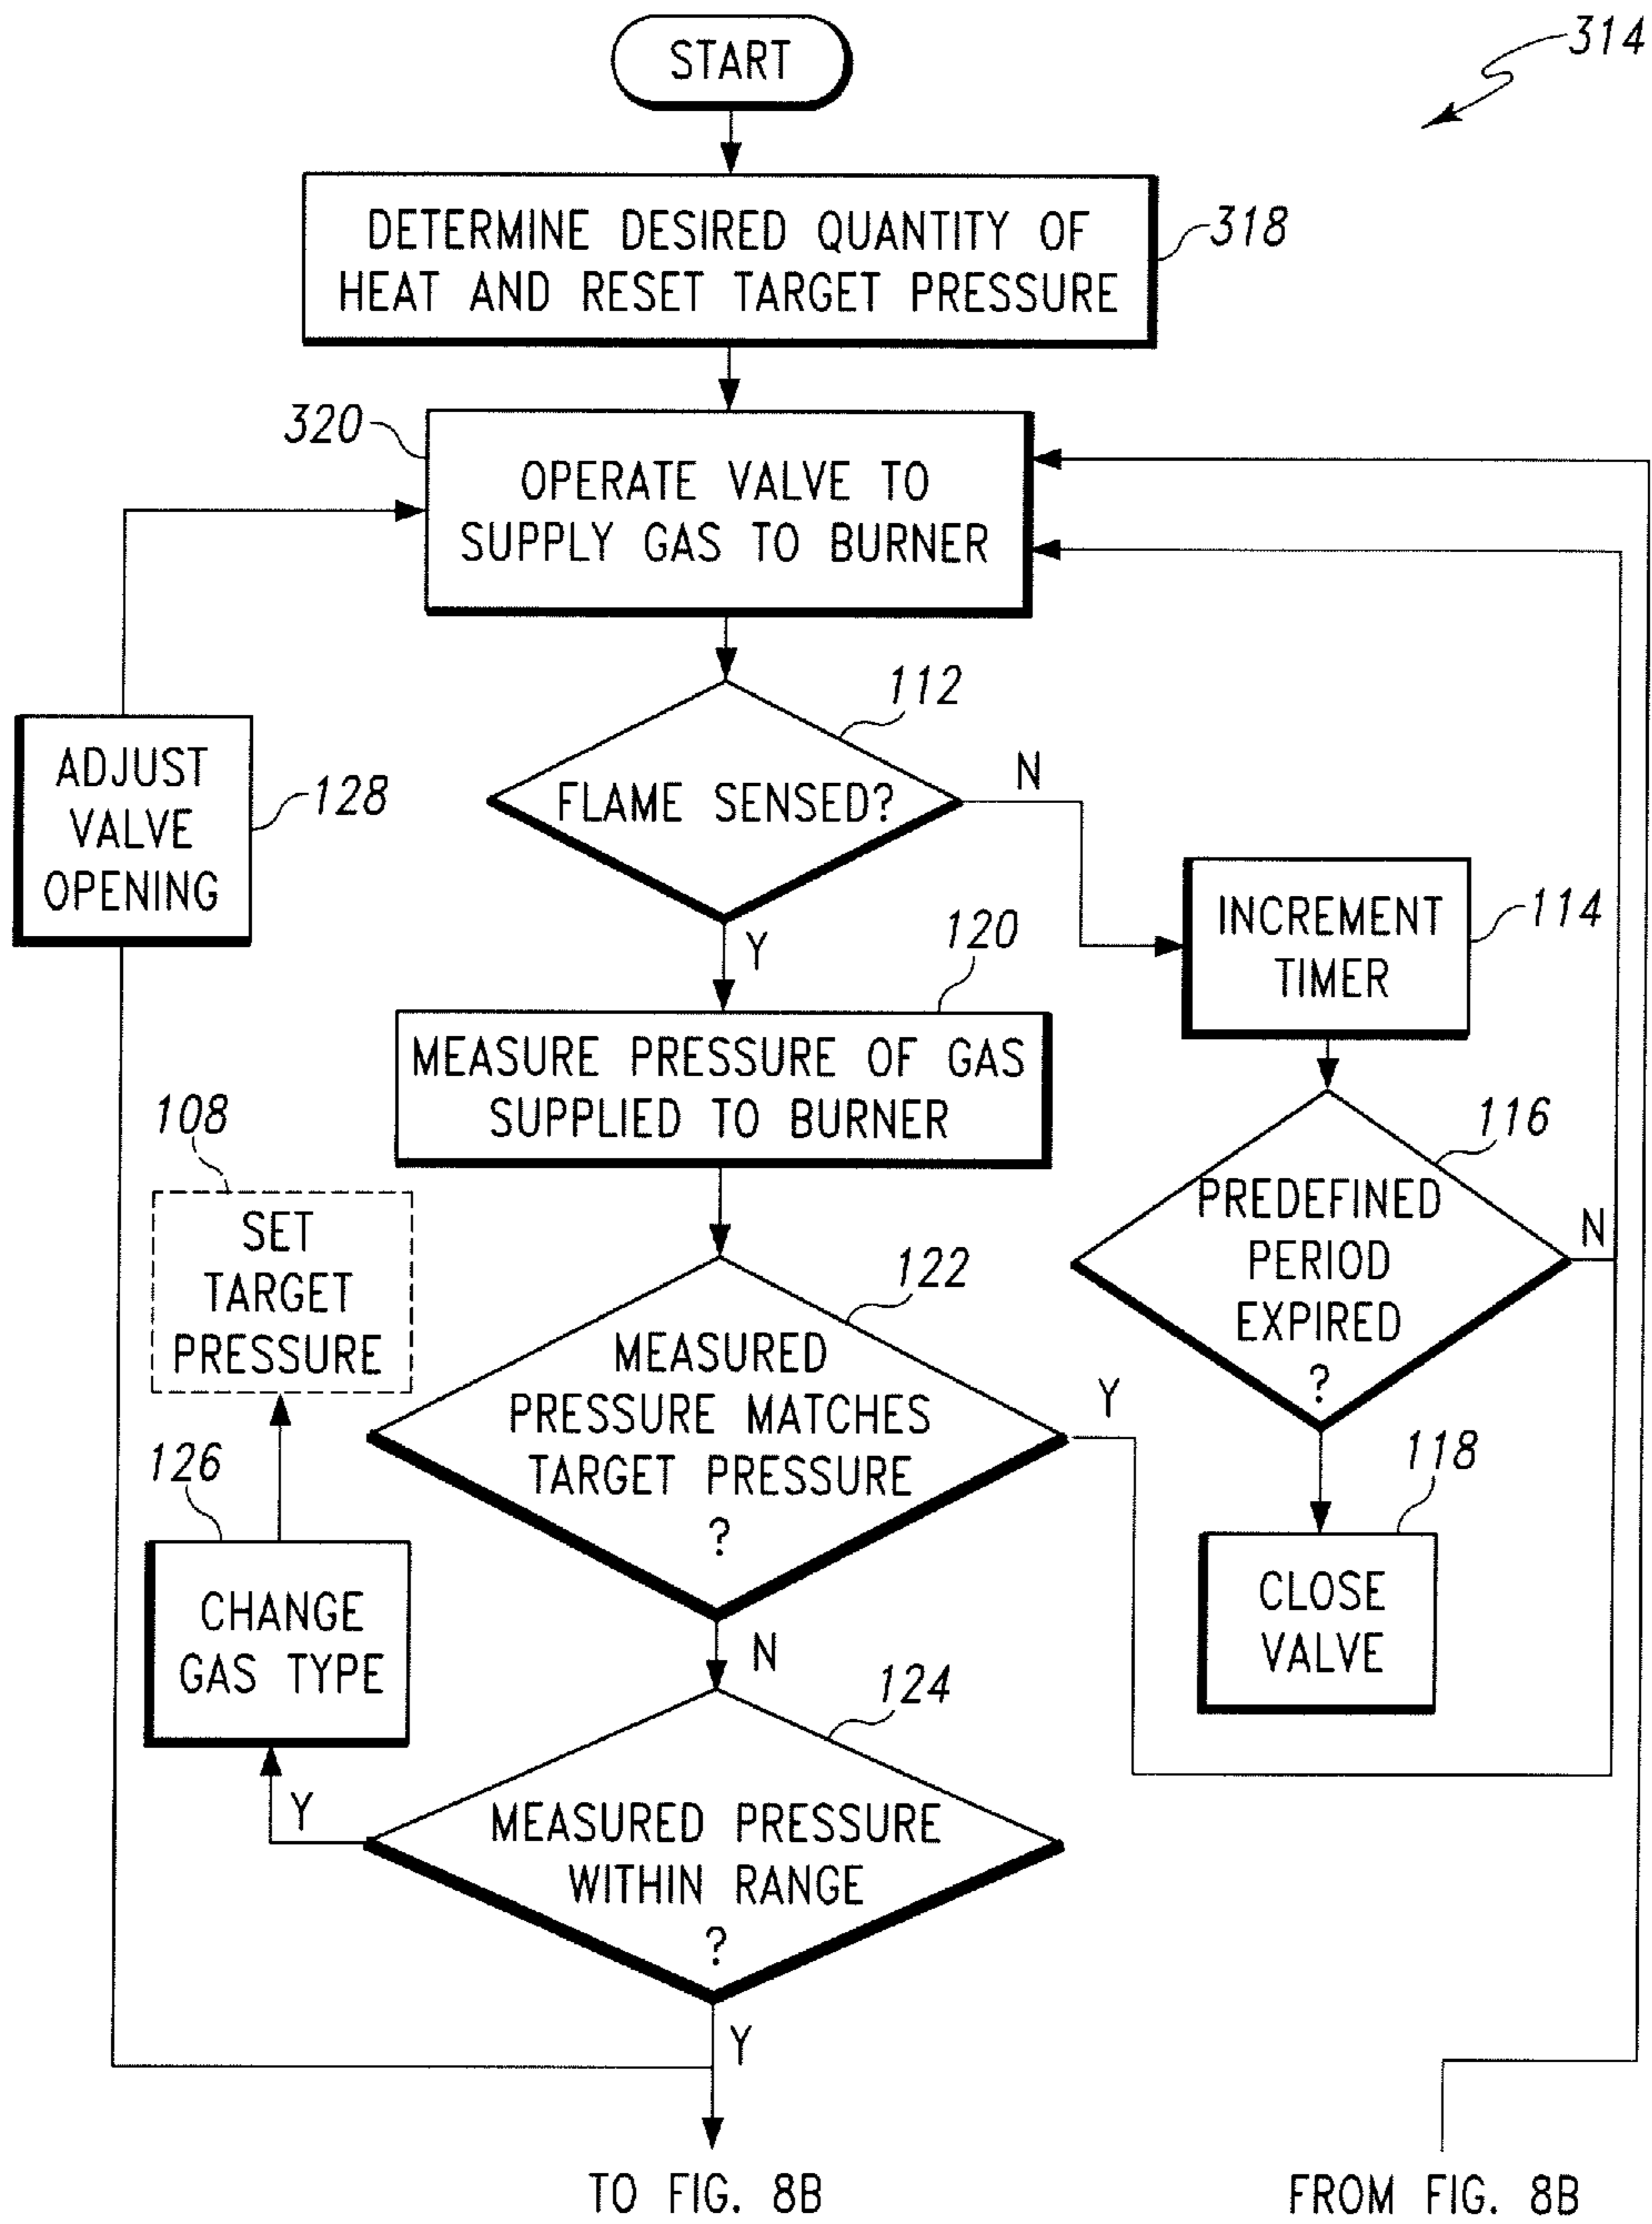 START
314
DETERMINE DESIRED QUANTITY OF
HEAT AND RESET TARGET PRESSURE
318
320
OPERATE VALVE TO
SUPPLY GAS TO BURNER
112
FLAME SENSED?
N
Y
ADJUST
VALVE
OPENING
128
INCREMENT
TIMER
114
120
MEASURE PRESSURE OF GAS
SUPPLIED TO BURNER
108
SET
TARGET
PRESSURE
116
PREDEFINED
PERIOD
EXPIRED
?
N
122
MEASURED
PRESSURE MATCHES
TARGET PRESSURE
?
Y
N
126
CHANGE
GAS TYPE
118
CLOSE
VALVE
124
MEASURED PRESSURE
WITHIN RANGE
?
Y
Y
TO FIG. 8B
FROM FIG. 8B